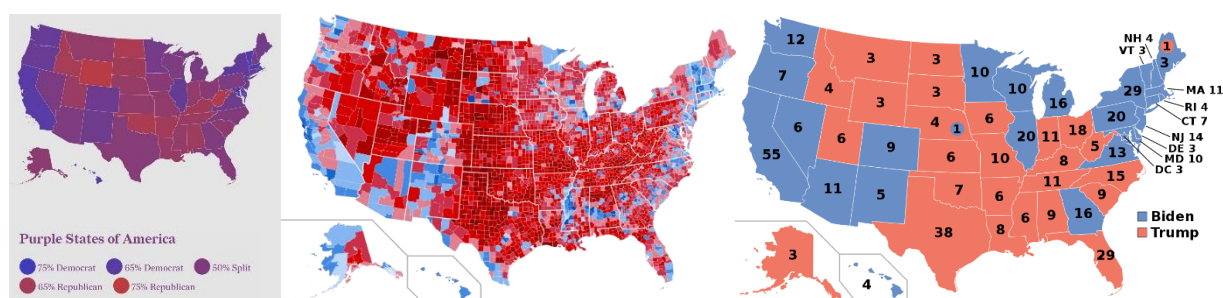 Purple States of America
75% Democrat 65% Democrat 50% Split
65% Republican 75% Republican
NH 4
VT 3
1
12 3 3 10 10 3
7 4 3 3 16 29 MA 11
RI 4
CT 7
6 4 1 6 20
6 9 20 11 18 NJ 14
DE 3
MD 10
DC 3
55 6 10 8 5 13
11 5 7 6 11 15
9
38 8 6 9 16
Biden
Trump
3 4 29